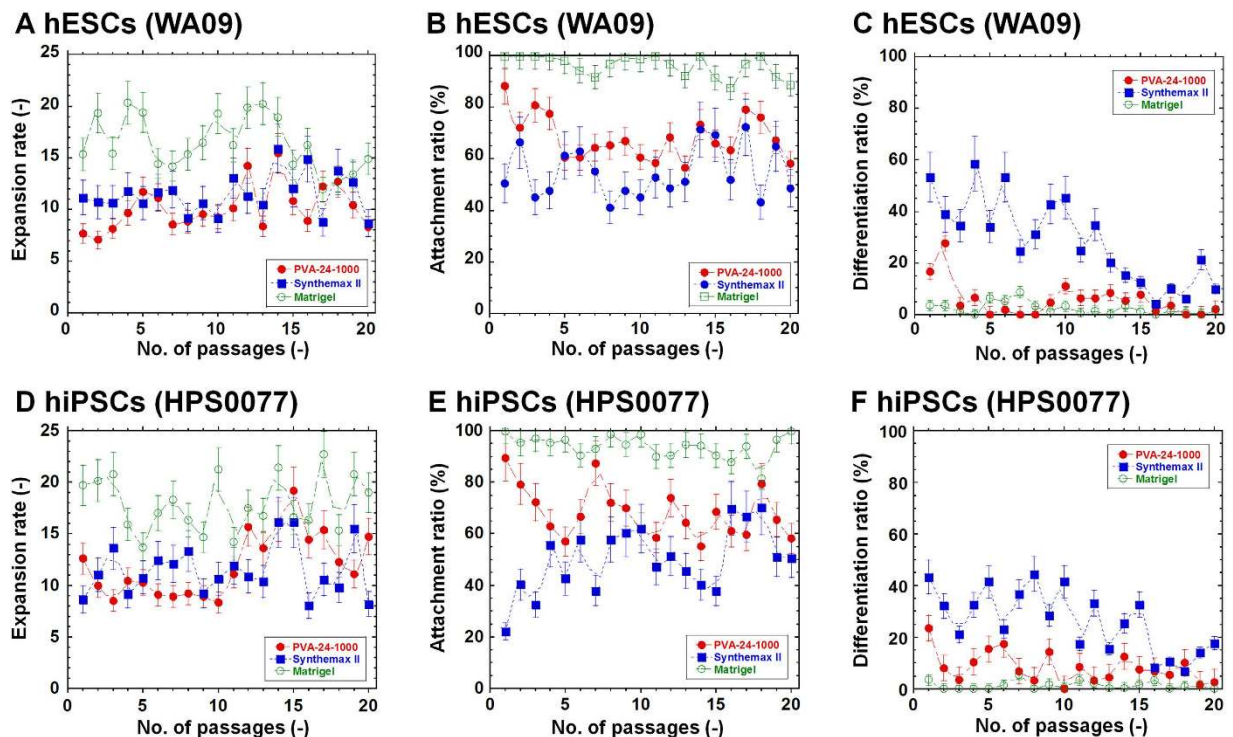 A hESCs (WA09)
Expansion rate (-)
25
20
15
10
5
0
0 5 10 15 20
No. of passages (-)
PVA-24-1000
Synthemax II
Matrigel
B hESCs (WA09)
Attachment ratio (%)
100
80
60
40
20
0
0 5 10 15 20
No. of passages (-)
PVA-24-1000
Synthemax II
Matrigel
C hESCs (WA09)
Differentiation ratio (%)
100
80
60
40
20
0
0 5 10 15 20
No. of passages (-)
PVA-24-1000
Synthemax II
Matrigel
D hiPSCs (HPS0077)
Expansion rate (-)
25
20
15
10
5
0
0 5 10 15 20
No. of passages (-)
PVA-24-1000
Synthemax II
Matrigel
E hiPSCs (HPS0077)
Attachment ratio (%)
100
80
60
40
20
0
0 5 10 15 20
No. of passages (-)
PVA-24-1000
Synthemax II
Matrigel
F hiPSCs (HPS0077)
Differentiation ratio (%)
100
80
60
40
20
0
0 5 10 15 20
No. of passages (-)
PVA-24-1000
Synthemax II
Matrigel